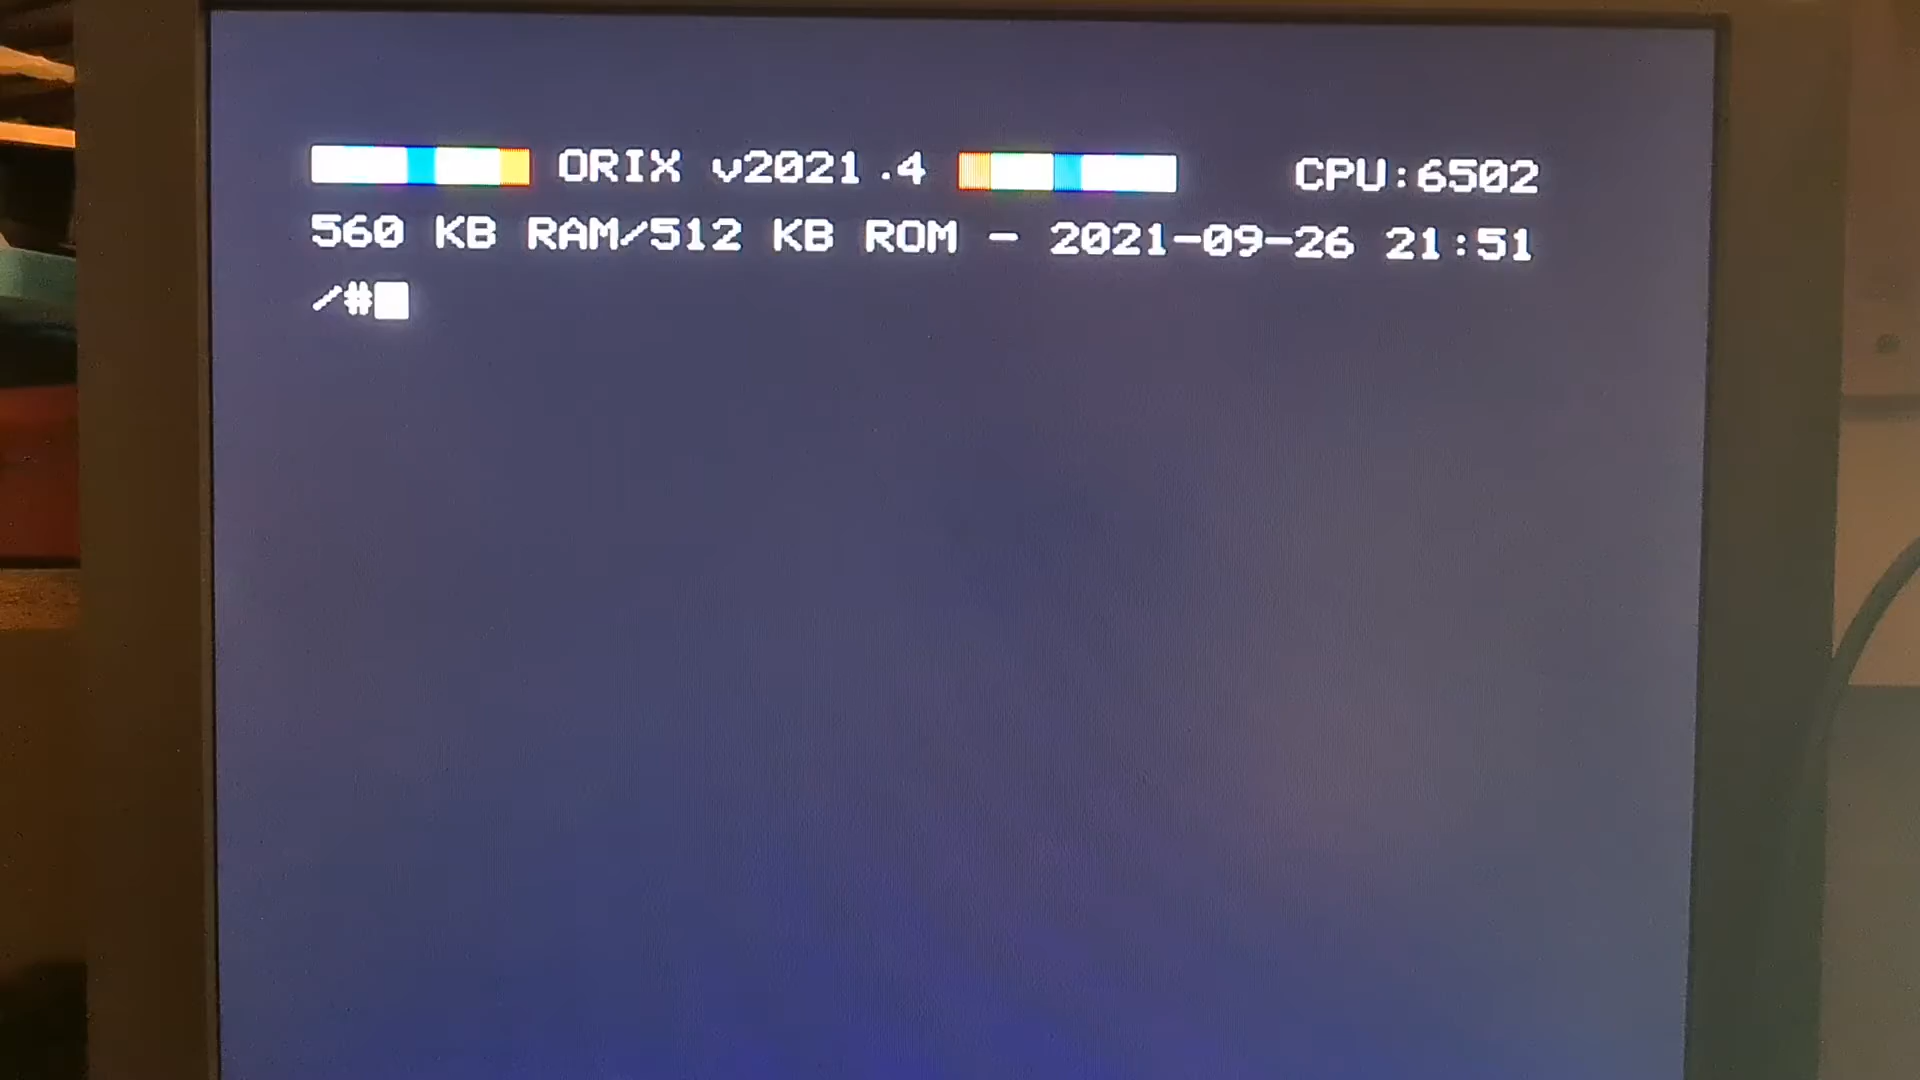 ORIX v2021.4 CPU:6502
560 KB RAM/512 KB ROM - 2021-09-26 21:51
/#